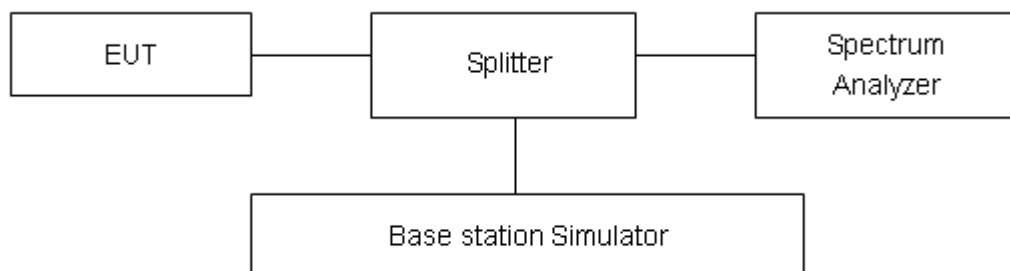 EUT
Splitter
Spectrum
Analyzer
Base station Simulator